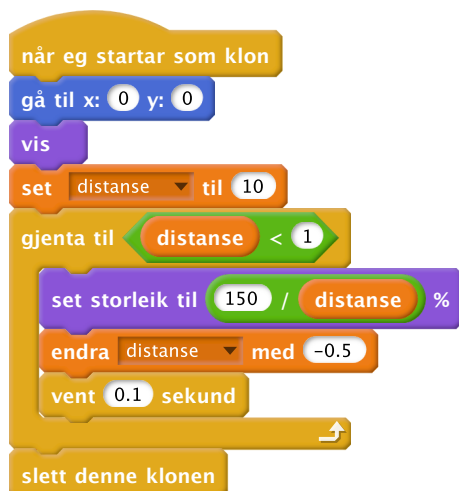 når eg startar som klon
gå til x: 0 y: 0
vis
set distanse til 10
gjenta til distanse < 1
set storleik til 150 / distanse %
endra distanse med -0.5
vent 0.1 sekund
slett denne klonen